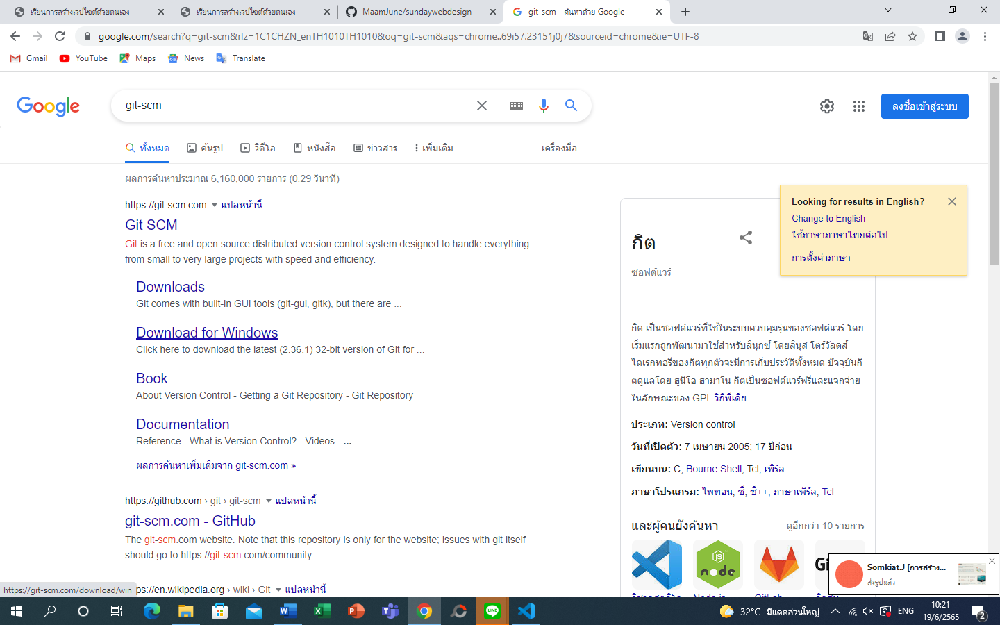 เรียนการสร้างเวปไซต์ด้วยตนเอง
เรียนการสร้างเวปไซต์ด้วยตนเอง
MaamJune/sundaywebdesign
git-scm - ค้นหาด้วย Google
google.com/search?q=git-scm&rlz=1C1CHZN_enTH1010TH1010&oq=git-scm&aqs=chrome..69i57.23151j0j7&sourceid=chrome&ie=UTF-8
Gmail
YouTube
Maps
News
Translate
Google
git-scm
ลงชื่อเข้าสู่ระบบ
ทั้งหมด
ค้นรูป
วิดีโอ
หนังสือ
ข่าวสาร
เพิ่มเติม
เครื่องมือ
ผลการค้นหาประมาณ 6,160,000 รายการ (0.29 วินาที)
https://git-scm.com แปลหน้านี้
Git SCM
Git is a free and open source distributed version control system designed to handle everything
from small to very large projects with speed and efficiency.
Downloads
Git comes with built-in GUI tools (git-gui, gitk), but there are ...
Download for Windows
Click here to download the latest (2.36.1) 32-bit version of Git for ...
Book
About Version Control - Getting a Git Repository - Git Repository
Documentation
Reference - What is Version Control? - Videos - ...
ผลการค้นหาเพิ่มเติมจาก git-scm.com »
https://github.com › git › git-scm แปลหน้านี้
git-scm.com - GitHub
The git-scm.com website. Note that this repository is only for the website; issues with git itself
should go to https://git-scm.com/community.
ps://en.wikipedia.org › wiki › Git แปลหน้านี้
https://git-scm.com/download/win
Looking for results in English?
Change to English
ใช้ภาษาภาษาไทยต่อไป
การตั้งค่าภาษา
กิต
ซอฟต์แวร์
กิต เป็นซอฟต์แวร์ที่ใช้ในระบบควบคุมรุ่นของซอฟต์แวร์ โดย
เริ่มแรกถูกพัฒนามาใช้สำหรับลินุกซ์ โดยลินุส โตร์วัลดส์
ไดเรกทอรีของกิตทุกตัวจะมีการเก็บประวัติทั้งหมด ปัจจุบันกิ
ตดูแลโดย ฮูนิโอ ฮามาโน กิตเป็นซอฟต์แวร์ฟรีและแจกจ่าย
ในลักษณะของ GPL วิกิพีเดีย
ประเภท: Version control
วันที่เปิดตัว: 7 เมษายน 2005; 17 ปีก่อน
เขียนบน: C, Bourne Shell, Tcl, เพิร์ล
ภาษาโปรแกรม: ไพทอน, ซี, ซี++, ภาษาเพิร์ล, Tcl
และผู้คนยังค้นหา
ดูอีกกว่า 10 รายการ
node
JS
Gi
Node.js
GitLab
Somkiat.J [การสร้าง...
ส่งรูปแล้ว
32°C มีแดดส่วนใหญ่
ENG
10:21
19/6/2565
2